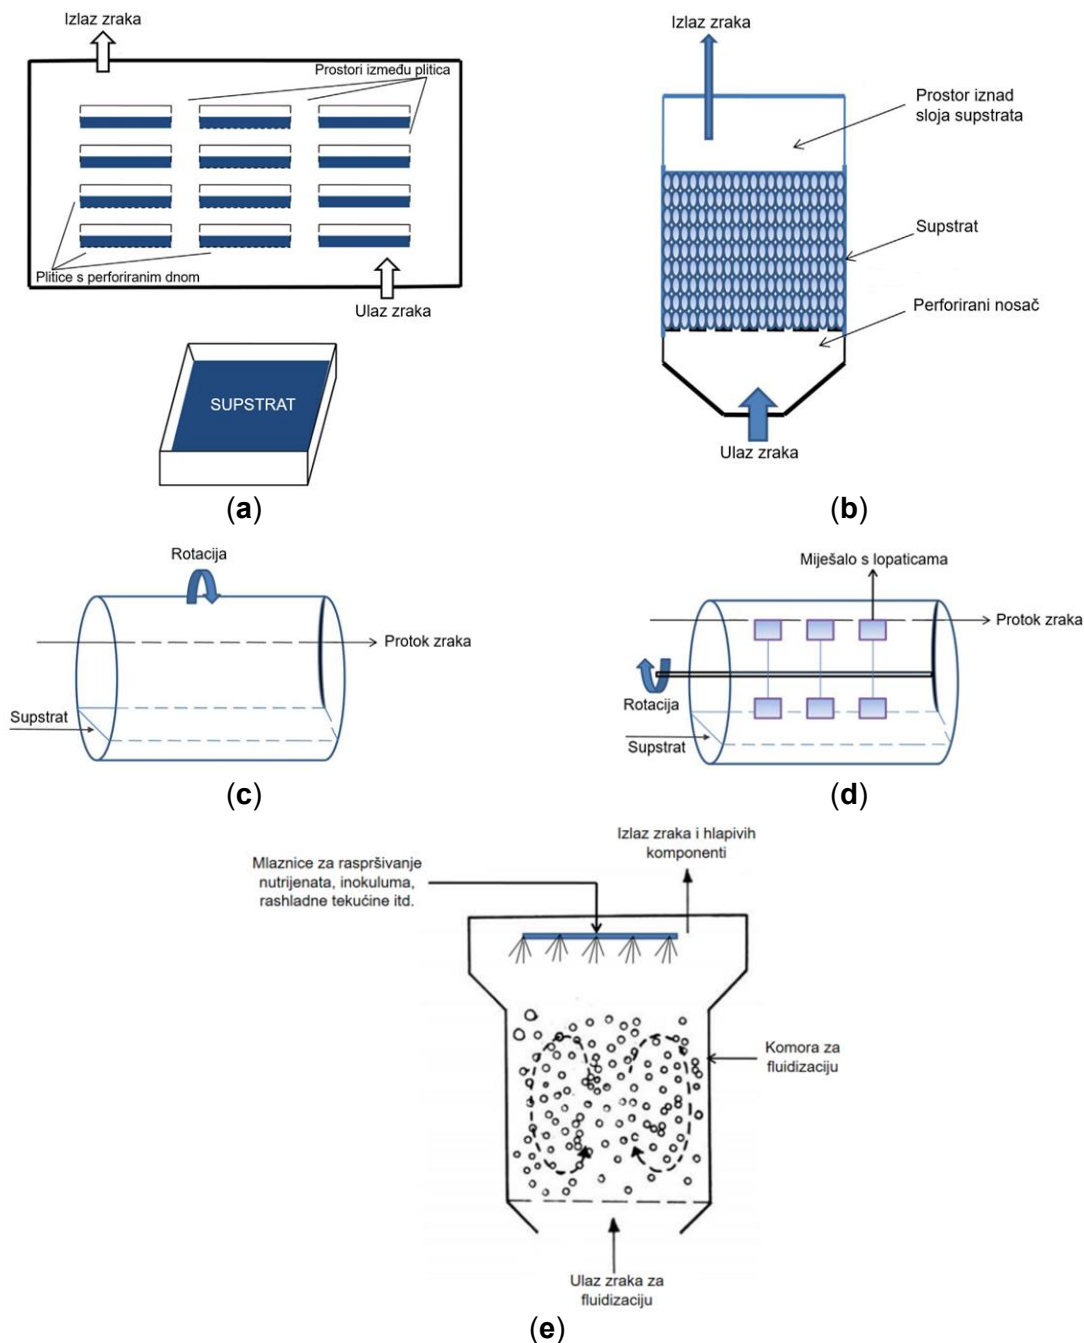 Izlaz zraka
Prostori između plitica
Plitice s perforiranim dnom
Ulaz zraka
SUPSTRAT
(a)
Izlaz zraka
Prostor iznad
sloja supstrata
Supstrat
Perforirani nosač
Ulaz zraka
(b)
Rotacija
Protok zraka
Supstrat
(c)
Miješalo s lopaticama
Protok zraka
Rotacija
Supstrat
(d)
Izlaz zraka i hlapivih
komponenti
Mlaznice za raspršivanje
nutrijenata, inokuluma,
rashladne tekućine itd.
Komora za
fluidizaciju
Ulaz zraka za
fluidizaciju
(e)